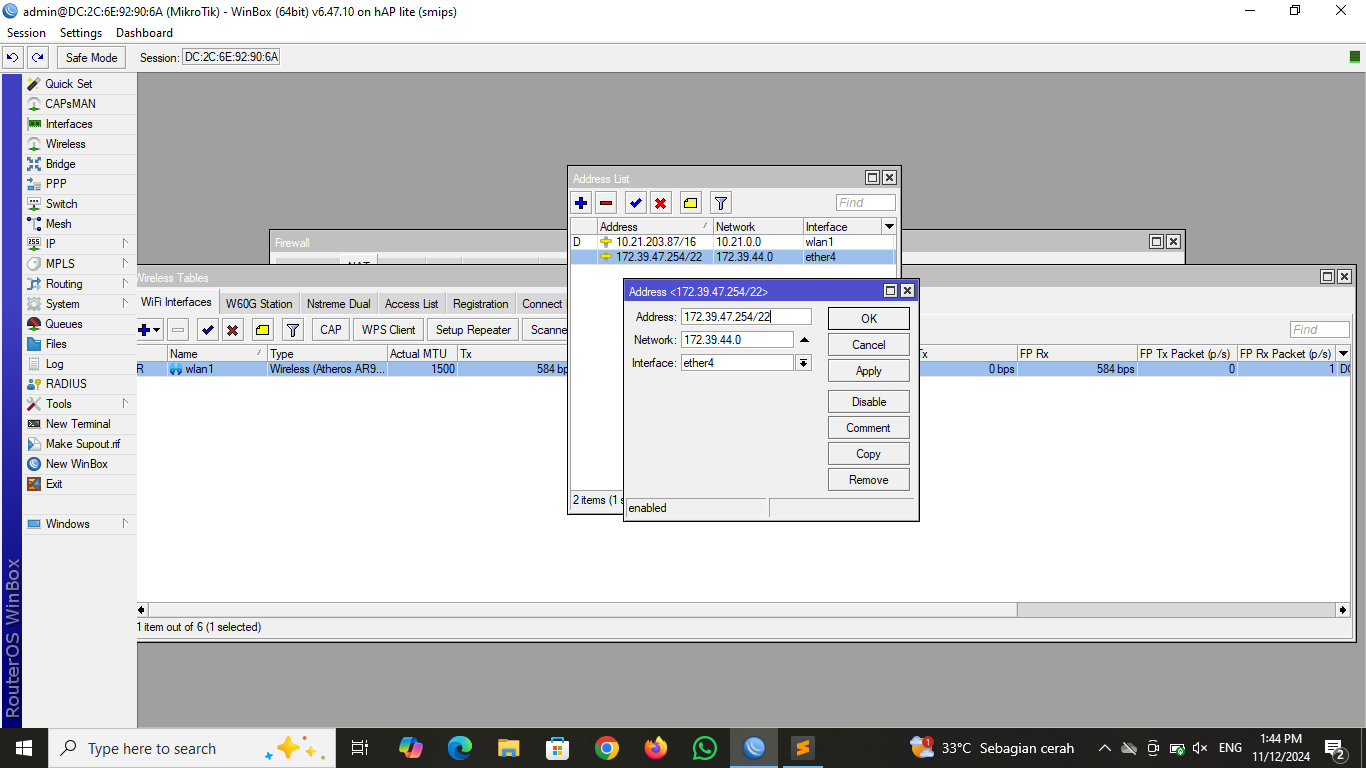 admin@DC:2C:6E:92:90:6A (MikroTik) - WinBox (64bit) v6.47.10 on hAP lite (smips)
Session Settings Dashboard
Safe Mode Session: DC:2C:6E:92:90:6A
Quick Set
CAPsMAN
Interfaces
Wireless
Bridge
PPP
Switch
Mesh
IP
MPLS
Routing
System
Queues
Files
Log
RADIUS
Tools
New Terminal
Make Supout.rif
New WinBox
Exit
Windows
RouterOS WinBox
Address List
Find
Address Network Interface
D 10.21.203.87/16 10.21.0.0 wlan1
172.39.47.254/22 172.39.44.0 ether4
2 items (1 s
Firewall
NAT
Wireless Tables
WiFi Interfaces W60G Station Nstreme Dual Access List Registration Connect
CAP WPS Client Setup Repeater Scanne
Find
Name Type Actual MTU Tx Tx FP Rx FP Tx Packet (p/s) FP Rx Packet (p/s)
R wlan1 Wireless (Atheros AR9... 1500 584 bp 0 bps 584 bps 0 1 D
1 item out of 6 (1 selected)
Address <172.39.47.254/22>
Address: 172.39.47.254/22
Network: 172.39.44.0
Interface: ether4
OK
Cancel
Apply
Disable
Comment
Copy
Remove
enabled
Type here to search
33°C Sebagian cerah
1
ENG
1:44 PM
11/12/2024
2